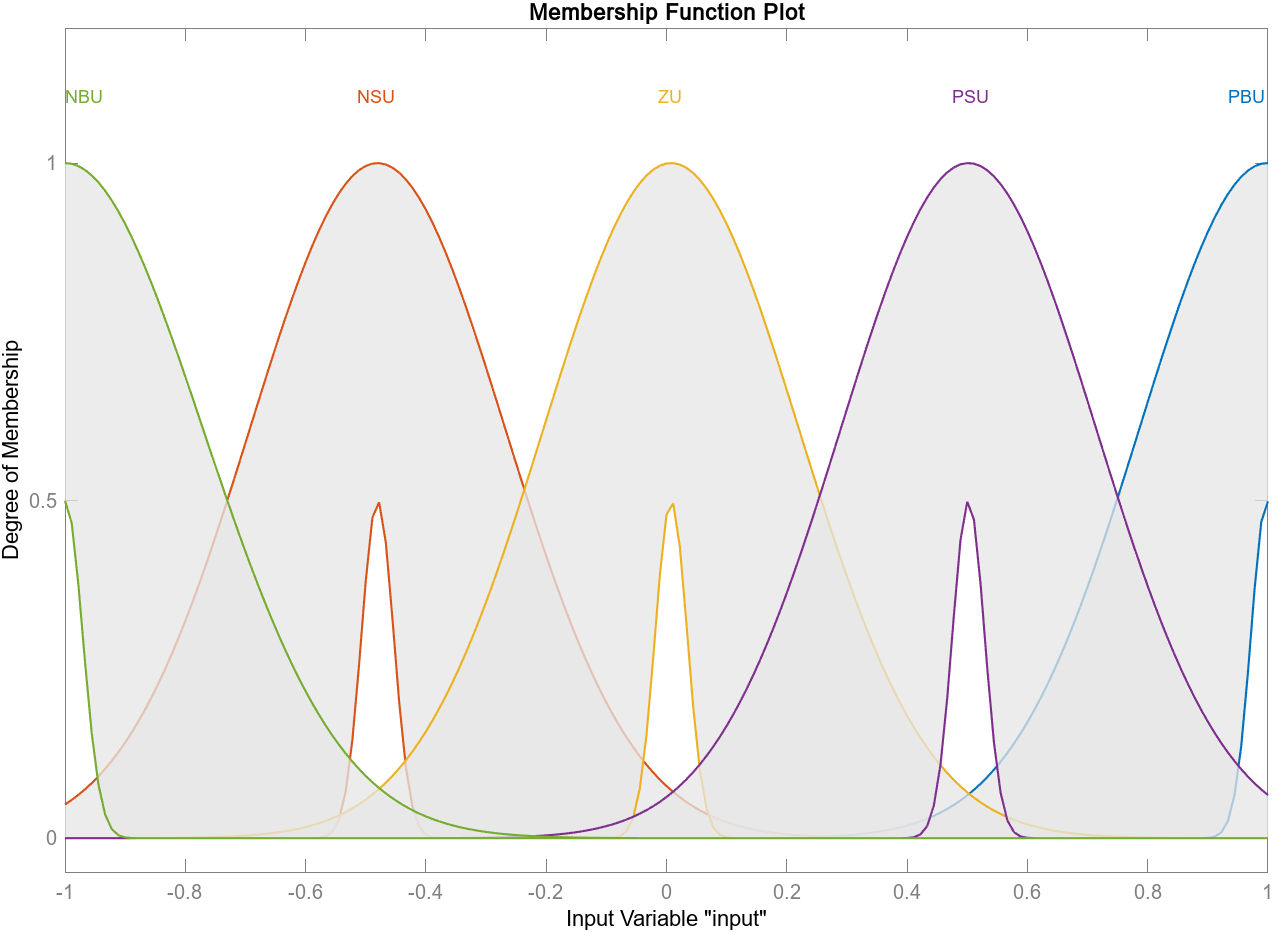 Membership Function Plot
NBU NSU ZU PSU PBU
1
0.5
0
Degree of Membership
-1 -0.8 -0.6 -0.4 -0.2 0 0.2 0.4 0.6 0.8 1
Input Variable "input"